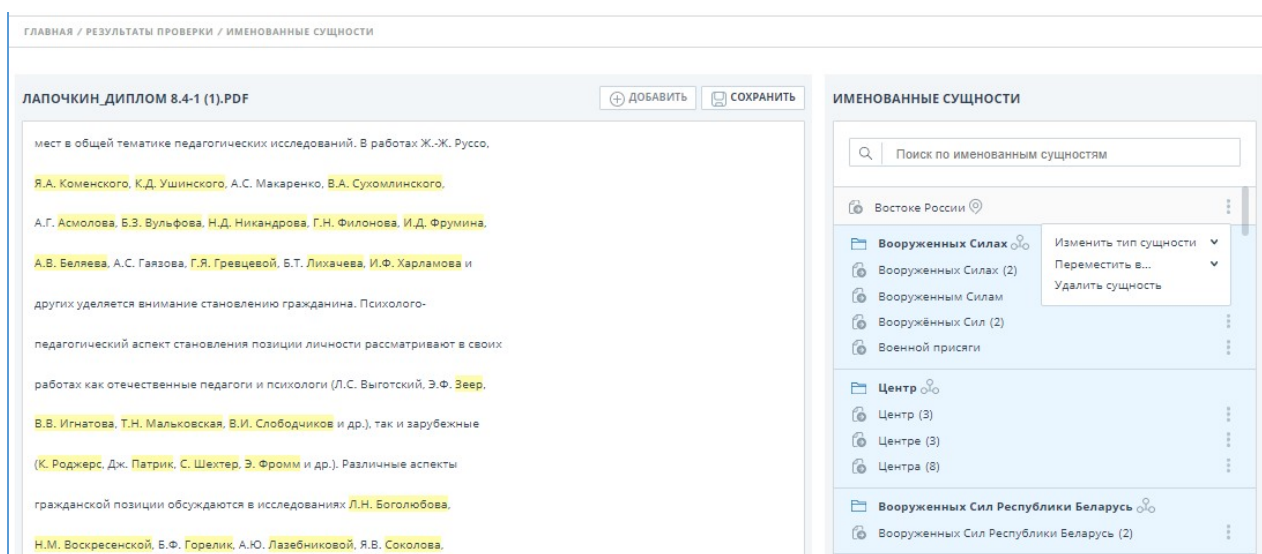 ГЛАВНАЯ / РЕЗУЛЬТАТЫ ПРОВЕРКИ / ИМЕНОВАННЫЕ СУЩНОСТИ
ЛАПОЧКИН_ДИПЛОМ 8.4-1 (1).PDF
ДОБАВИТЬ
СОХРАНИТЬ
мест в общей тематике педагогических исследований. В работах Ж.-Ж. Руссо,
Я.А. Коменского, К.Д. Ушинского, А.С. Макаренко, В.А. Сухомлинского,
А.Г. Асмолова, Б.З. Вульфова, Н.Д. Никандрова, Г.Н. Филонова, И.Д. Фрумина,
А.В. Беляева, А.С. Гаязова, Г.Я. Гревцевой, Б.Т. Лихачева, И.Ф. Харламова и
других уделяется внимание становлению гражданина. Психолого-
педагогический аспект становления позиции личности рассматривают в своих
работах как отечественные педагоги и психологи (Л.С. Выготский, Э.Ф. Зеер,
В.В. Игнатова, Т.Н. Мальковская, В.И. Слободчиков и др.), так и зарубежные
(К. Роджерс, Дж. Патрик, С. Шехтер, Э. Фромм и др.). Различные аспекты
гражданской позиции обсуждаются в исследованиях Л.Н. Боголюбова,
Н.М. Воскресенской, Б.Ф. Горелик, А.Ю. Лазебниковой, Я.В. Соколова,
ИМЕНОВАННЫЕ СУЩНОСТИ
Поиск по именованным сущностям
Востоке России
Вооруженных Силах
Вооруженных Силах (2)
Вооруженным Силам
Вооружённых Сил (2)
Военной присяги
Изменить тип сущности
Переместить в...
Удалить сущность
Центр
Центр (3)
Центре (3)
Центра (8)
Вооруженных Сил Республики Беларусь
Вооруженных Сил Республики Беларусь (2)